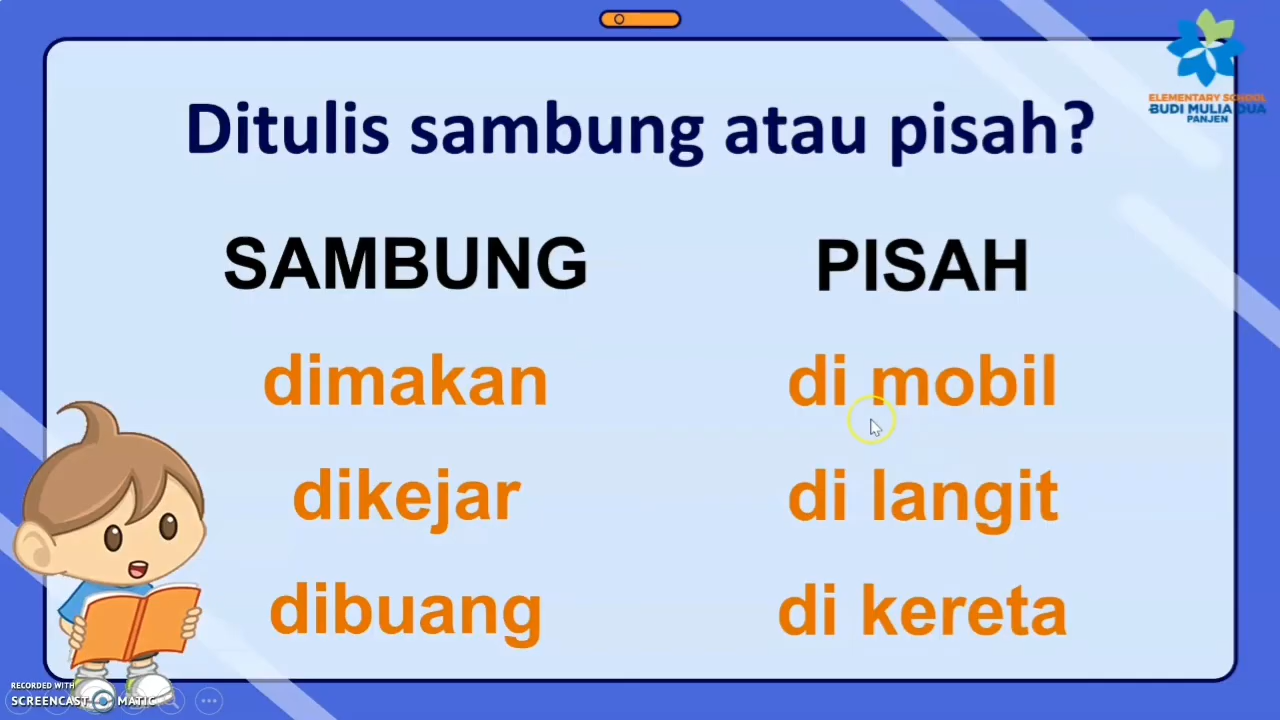 ELEMENTARY SCHOOL
BUDI MULIA DUA
PANJEN
Ditulis sambung atau pisah?
SAMBUNG PISAH
dimakan di mobil
dikejar di langit
dibuang di kereta
RECORDED WITH
SCREENCAST MATIC